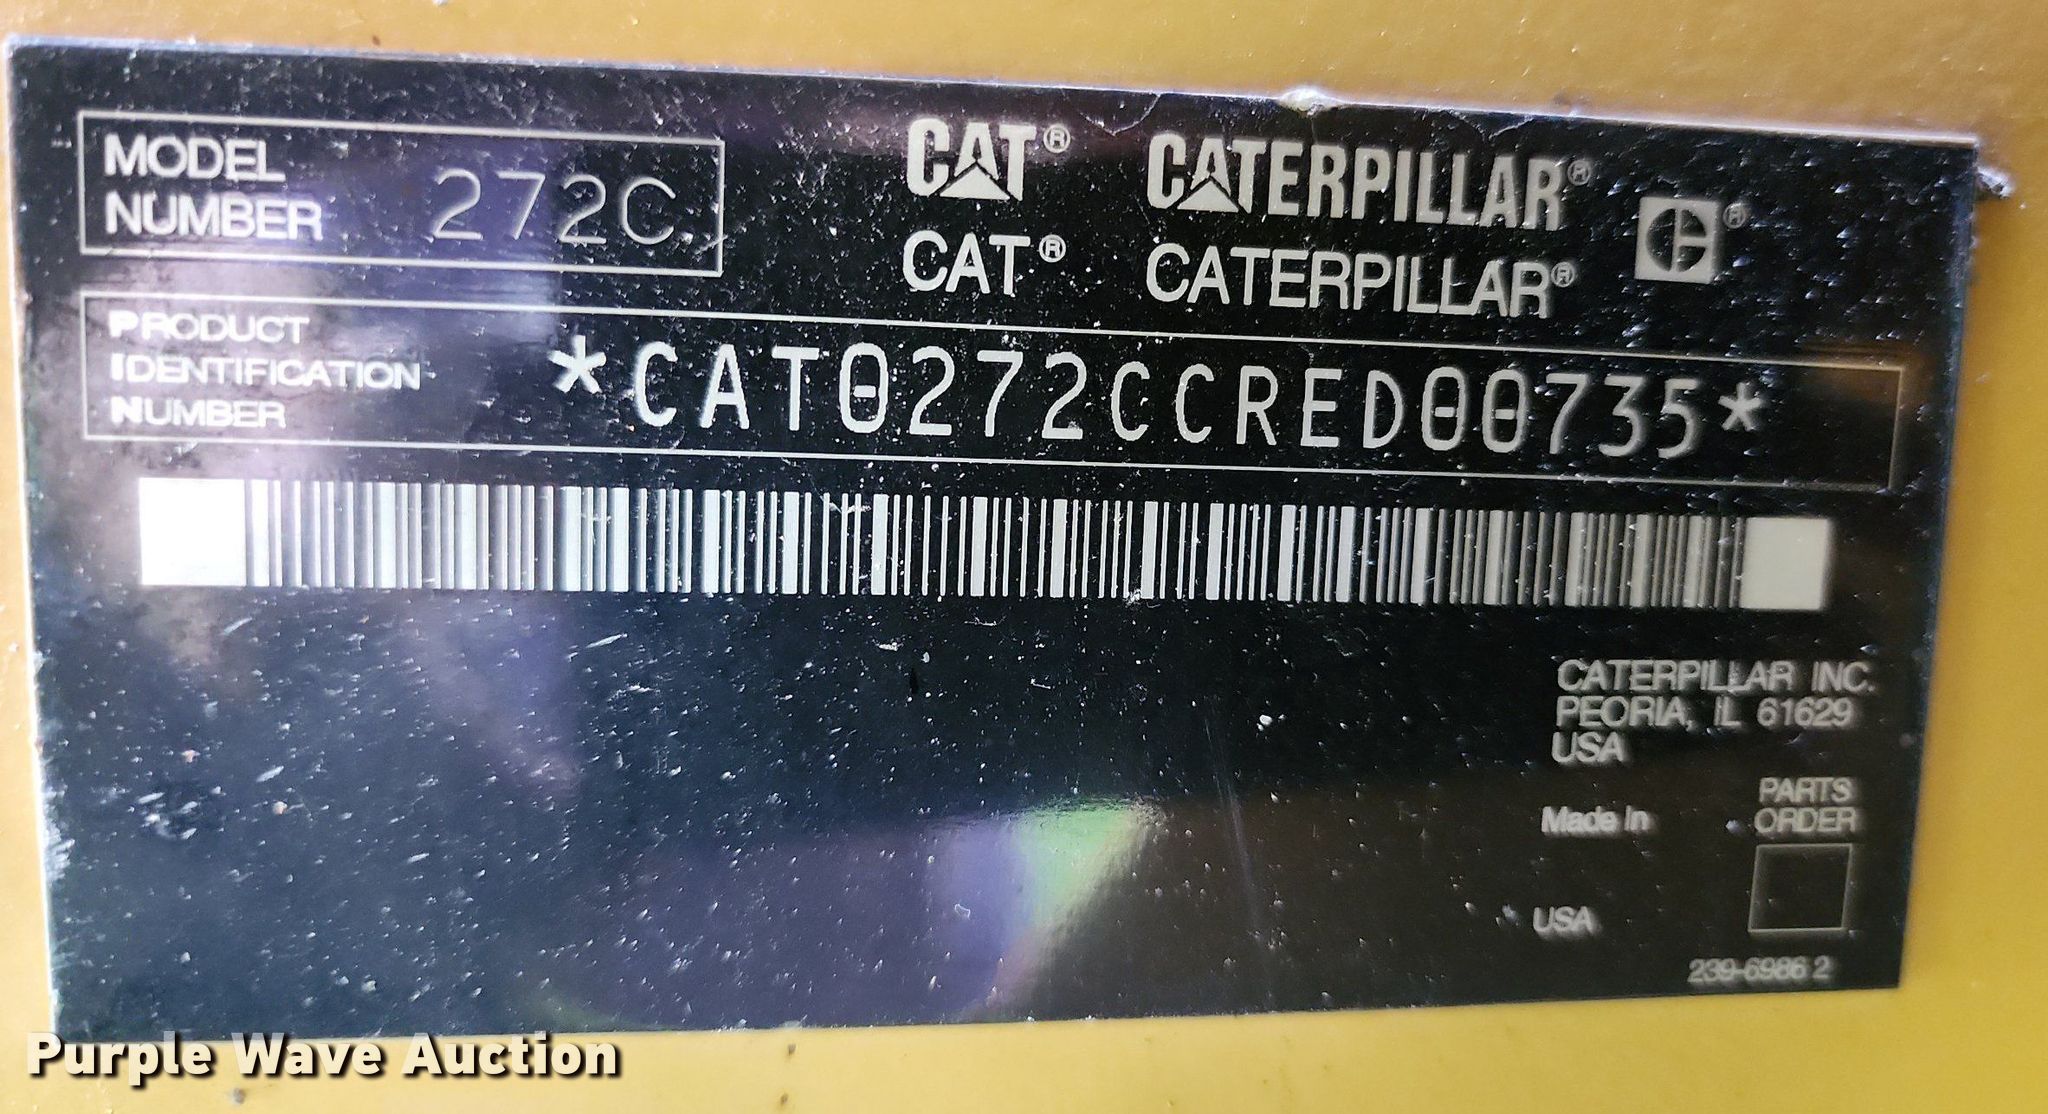 MODEL
NUMBER 272C
CAT® CATERPILLAR® C®
CAT® CATERPILLAR®
PRODUCT
IDENTIFICATION
NUMBER
*CAT0272CCRED00735*
CATERPILLAR INC.
PEORIA, IL 61629
USA
Made in
USA
PARTS
ORDER
239-6986 2
Purple Wave Auction